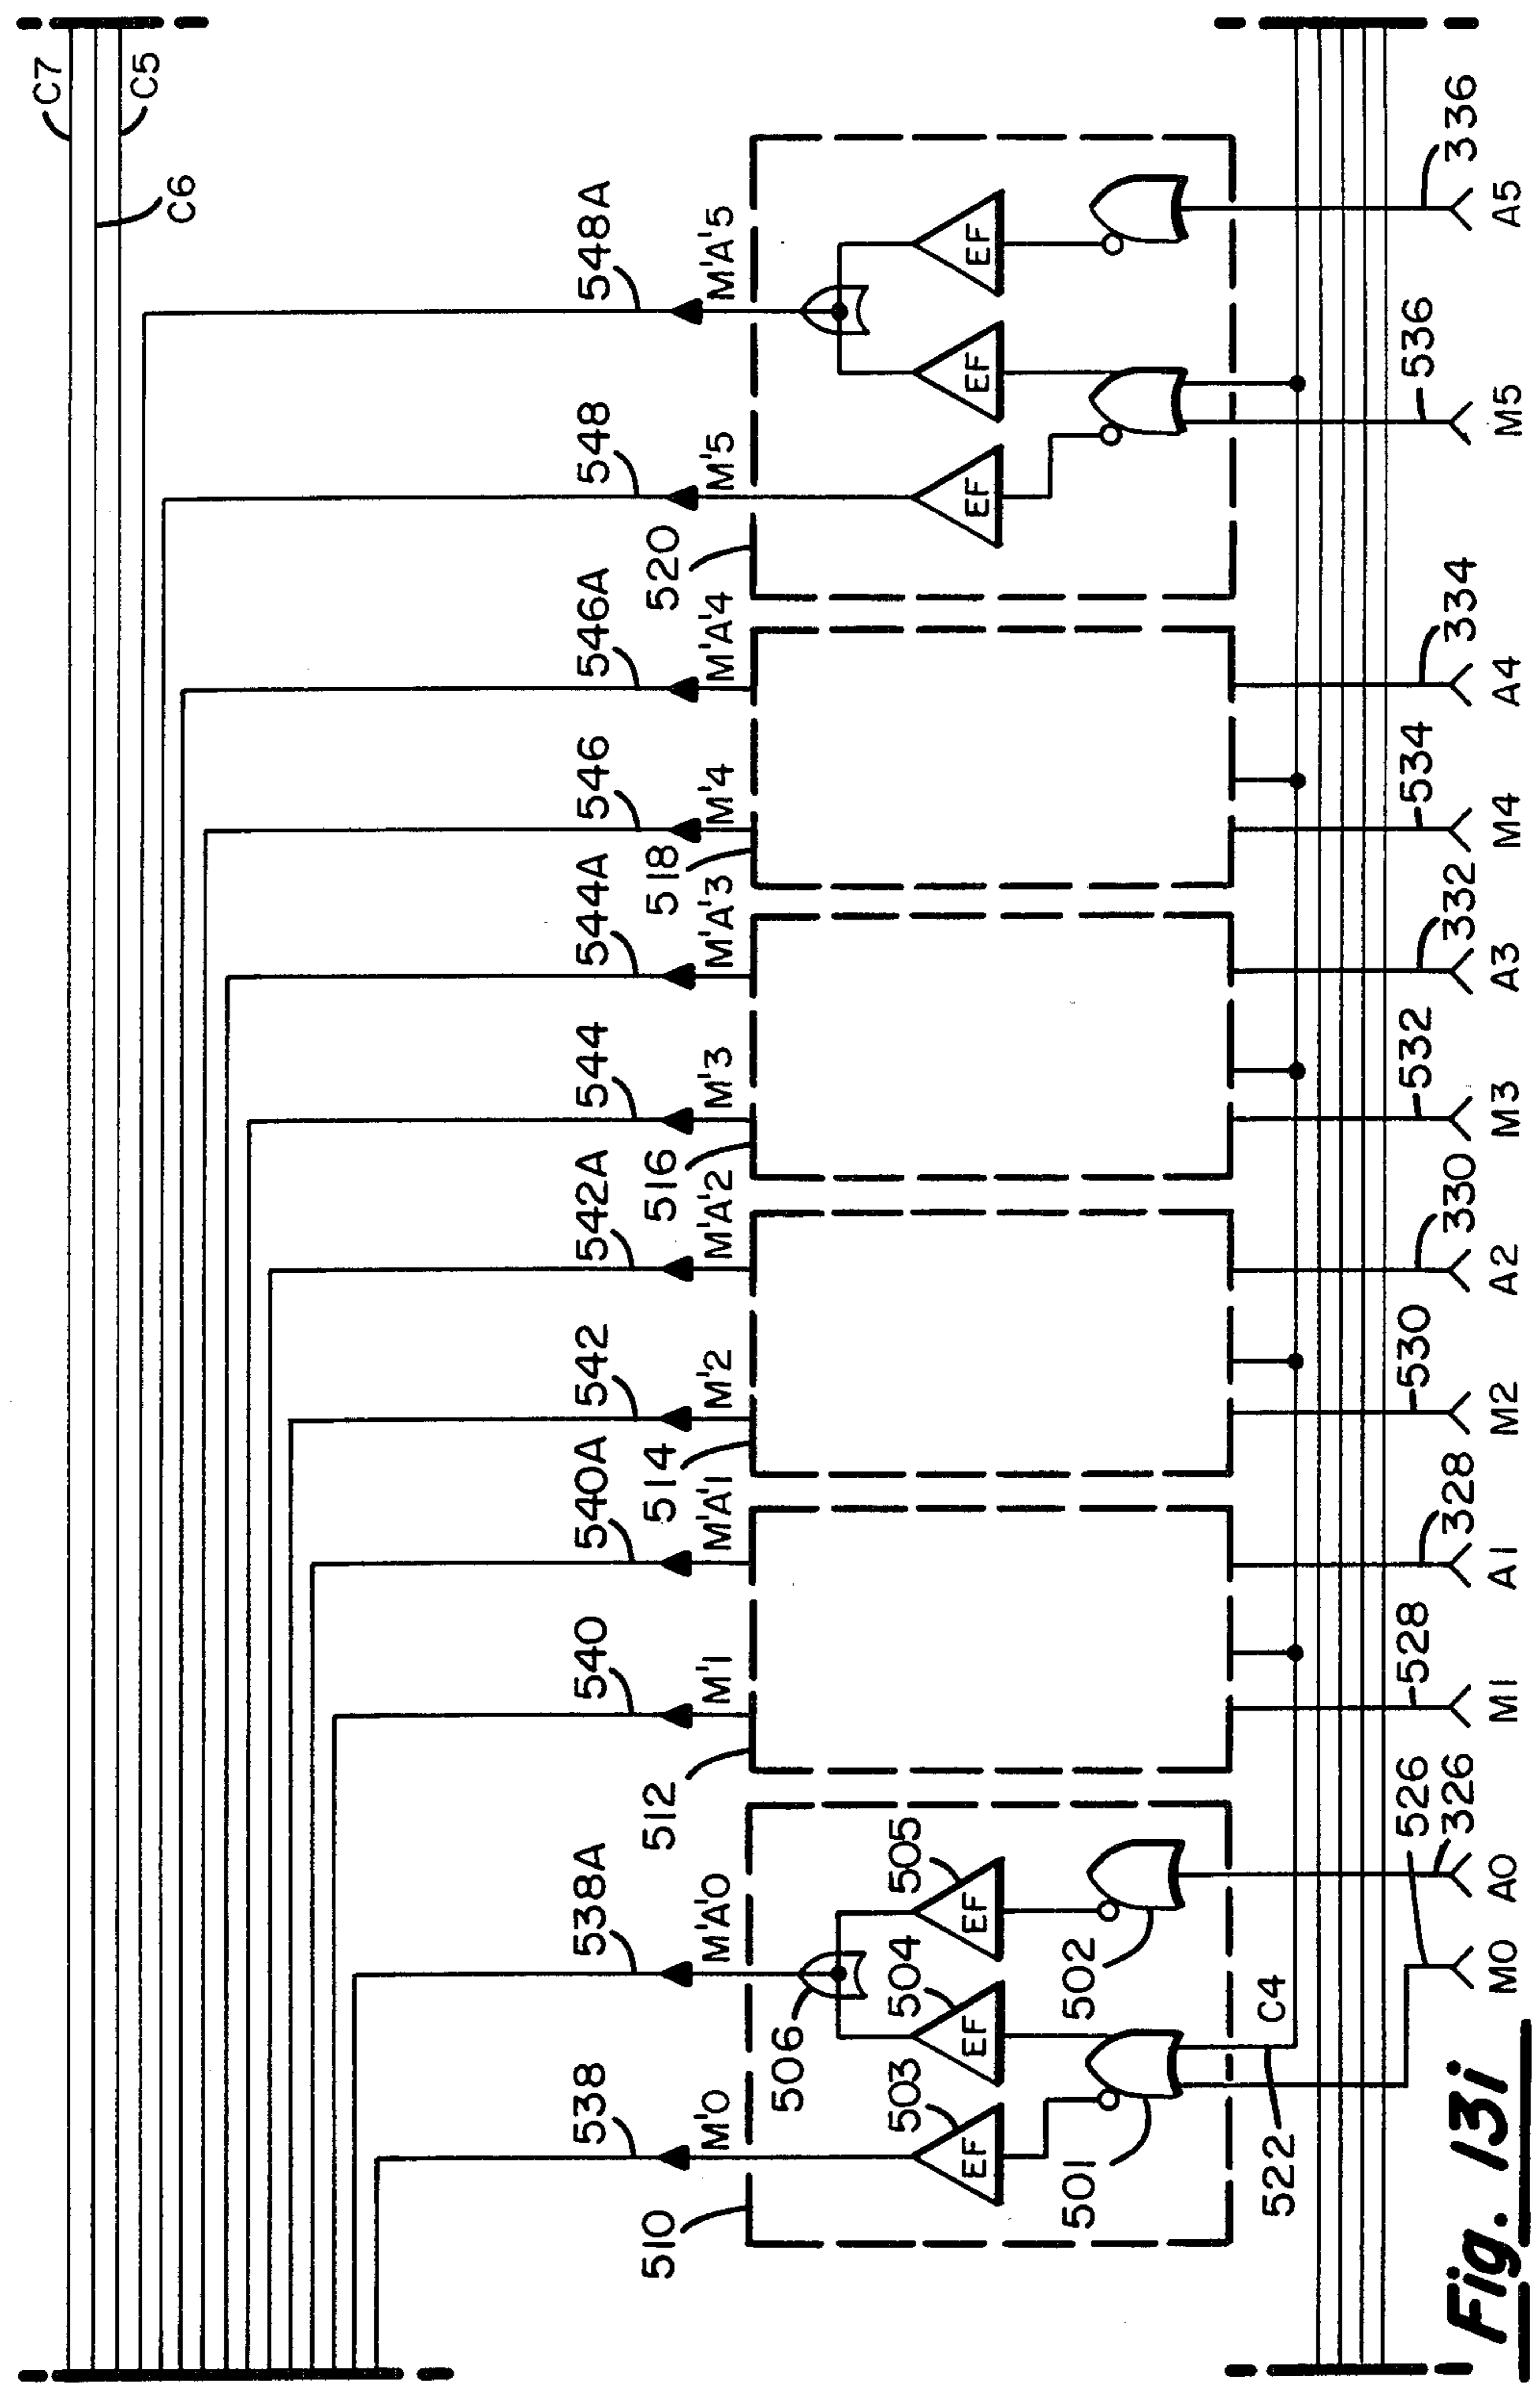 C7
C6
C5
538
538A
540
540A
542
542A
544
544A
546
546A
548
548A
M'0
M'A'0
M'1
M'A'1
M'2
M'A'2
M'3
M'A'3
M'4
M'A'4
M'5
M'A'5
510
512
514
516
518
520
506
503
504
505
EF
EF
EF
EF
EF
EF
501
502
522
C4
526
326
528
328
530
330
532
332
534
334
536
336
M0
A0
M1
A1
M2
A2
M3
A3
M4
A4
M5
A5
Fig. 13i